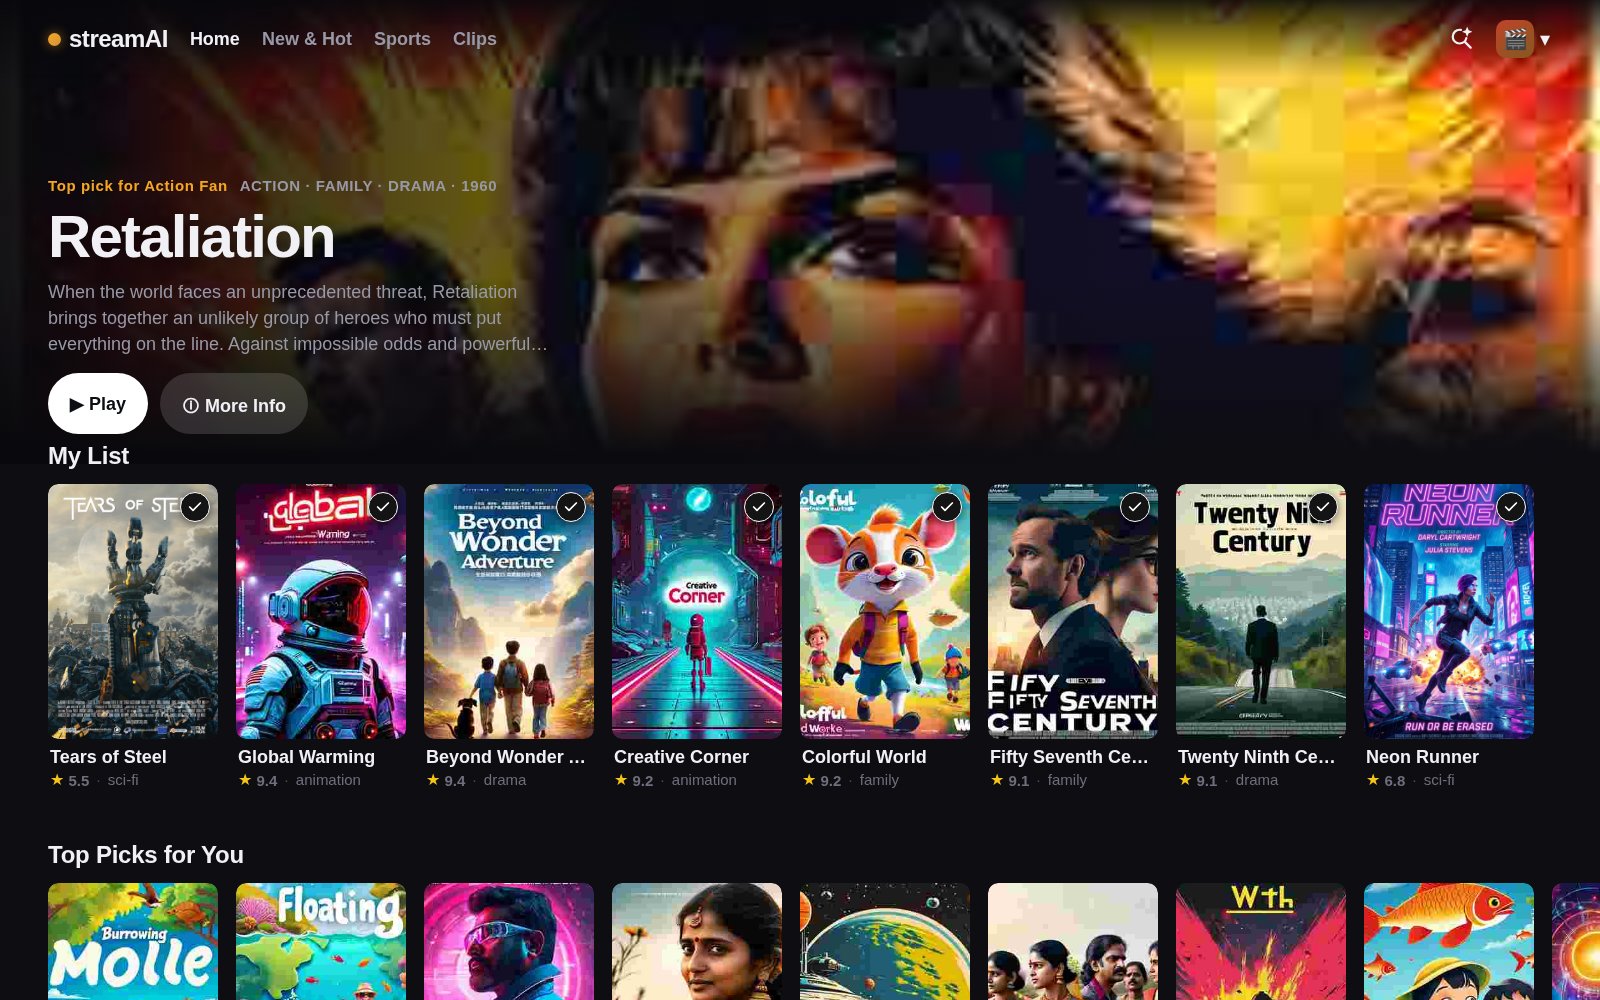 streamAI Home New & Hot Sports Clips
Top pick for Action Fan ACTION · FAMILY · DRAMA · 1960
Retaliation
When the world faces an unprecedented threat, Retaliation
brings together an unlikely group of heroes who must put
everything on the line. Against impossible odds and powerful…
▶ Play
More Info
My List
TEARS OF
global
Warning
Beyond
Wonder
Adverture
Creative
Corner
FIFY
FIFTY SEVENTH
CENTURY
Twenty
Century
NEON
RUNNER
DARYL CARTWRIGHT
JULIA STEVENS
RUN OR BE ERASED
Tears of Steel
★ 5.5 · sci-fi
Global Warming
★ 9.4 · animation
Beyond Wonder …
★ 9.4 · drama
Creative Corner
★ 9.2 · animation
Colorful World
★ 9.2 · family
Fifty Seventh Ce…
★ 9.1 · family
Twenty Ninth Ce…
★ 9.1 · drama
Neon Runner
★ 6.8 · sci-fi
Top Picks for You
Burrowing
Molle
Floating
Wth